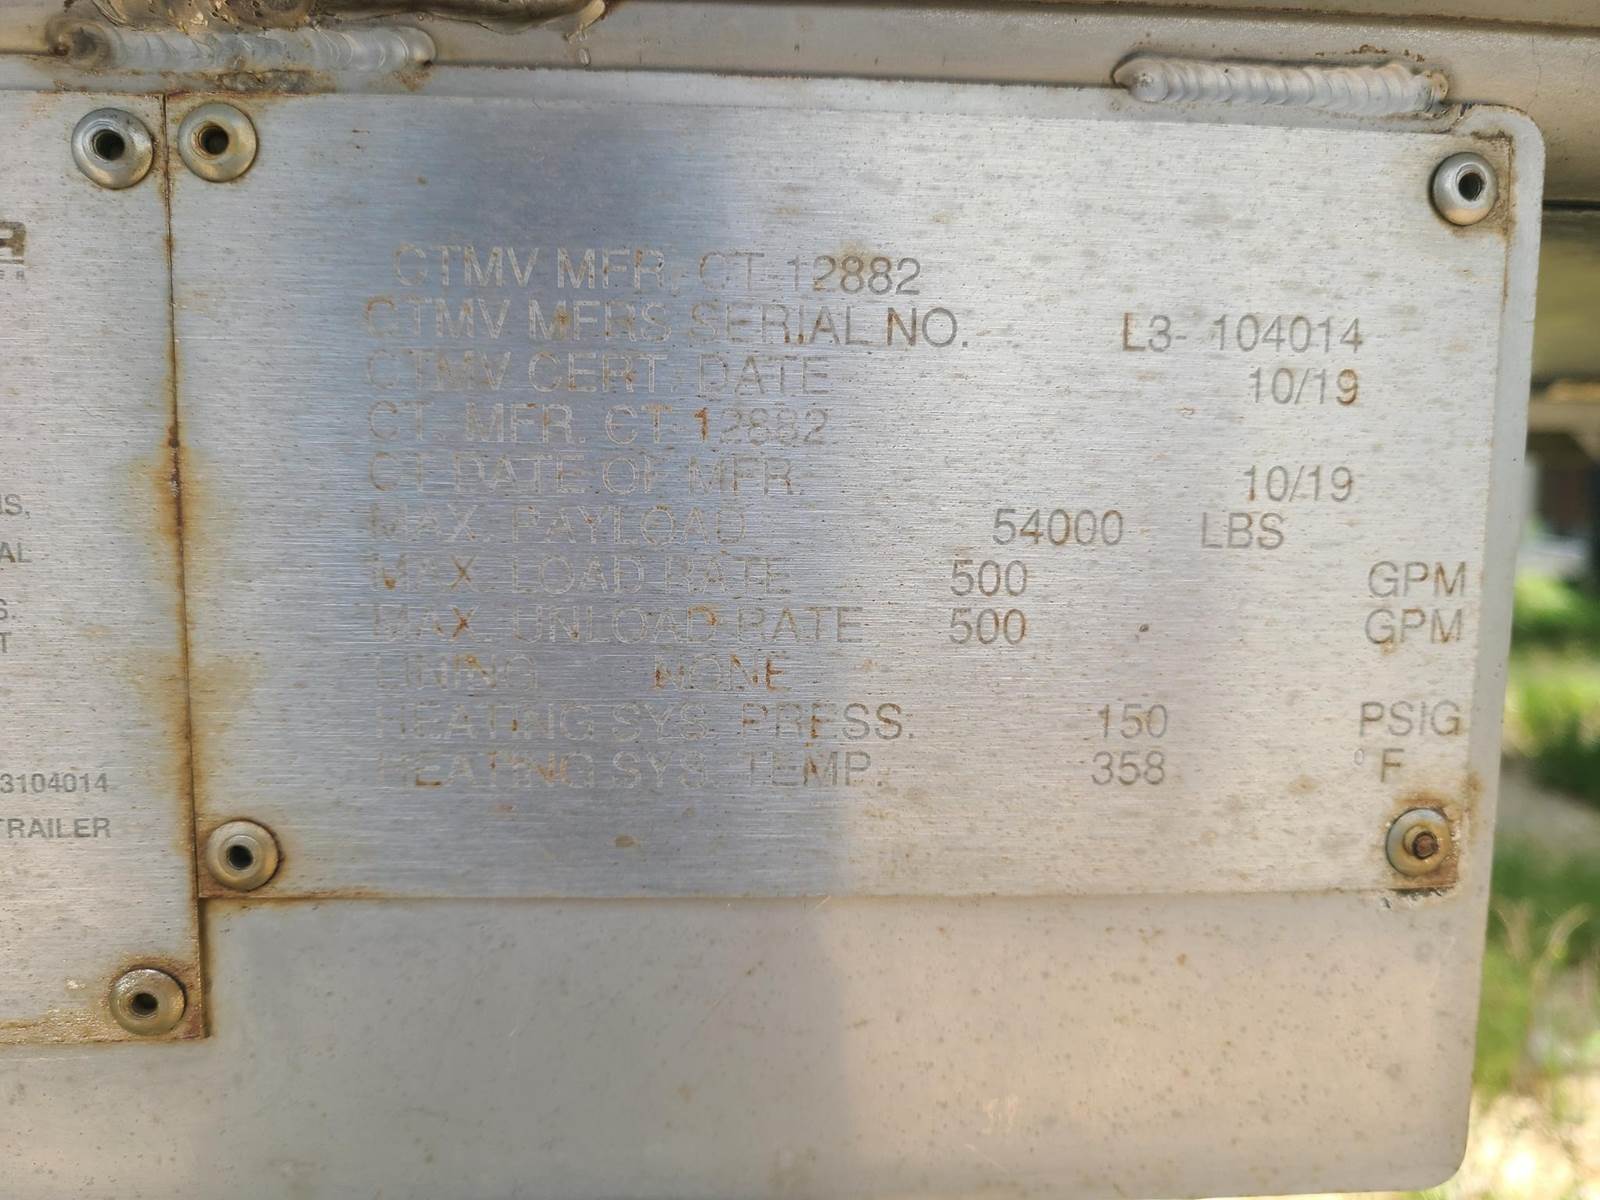 CTMV MFR. CT-12882
CTMV MFRS SERIAL NO. L3- 104014
CTMV CERT. DATE 10/19
CT. MFR. CT-12882
CT DATE OF MFR. 10/19
MAX. PAYLOAD 54000 LBS
MAX. LOAD RATE 500 GPM
MAX. UNLOAD RATE 500 GPM
LINING NONE
HEATING SYS. PRESS. 150 PSIG
HEATING SYS. TEMP. 358 °F
3104014
TRAILER